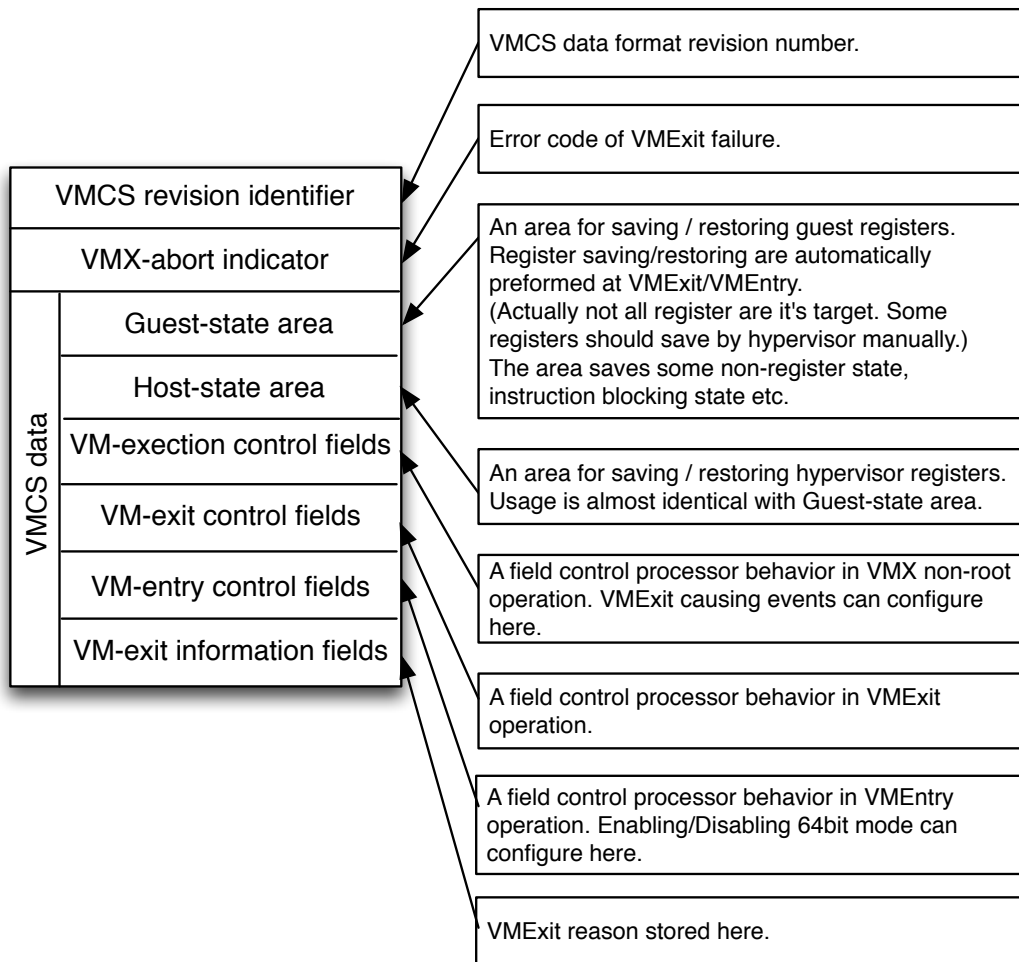 VMCS revision identifier
VMX-abort indicator
VMCS data
Guest-state area
Host-state area
VM-exection control fields
VM-exit control fields
VM-entry control fields
VM-exit information fields
VMCS data format revision number.
Error code of VMExit failure.
An area for saving / restoring guest registers.
Register saving/restoring are automatically
preformed at VMExit/VMEntry.
(Actually not all register are it's target. Some
registers should save by hypervisor manually.)
The area saves some non-register state,
instruction blocking state etc.
An area for saving / restoring hypervisor registers.
Usage is almost identical with Guest-state area.
A field control processor behavior in VMX non-root
operation. VMExit causing events can configure
here.
A field control processor behavior in VMExit
operation.
A field control processor behavior in VMEntry
operation. Enabling/Disabling 64bit mode can
configure here.
VMExit reason stored here.